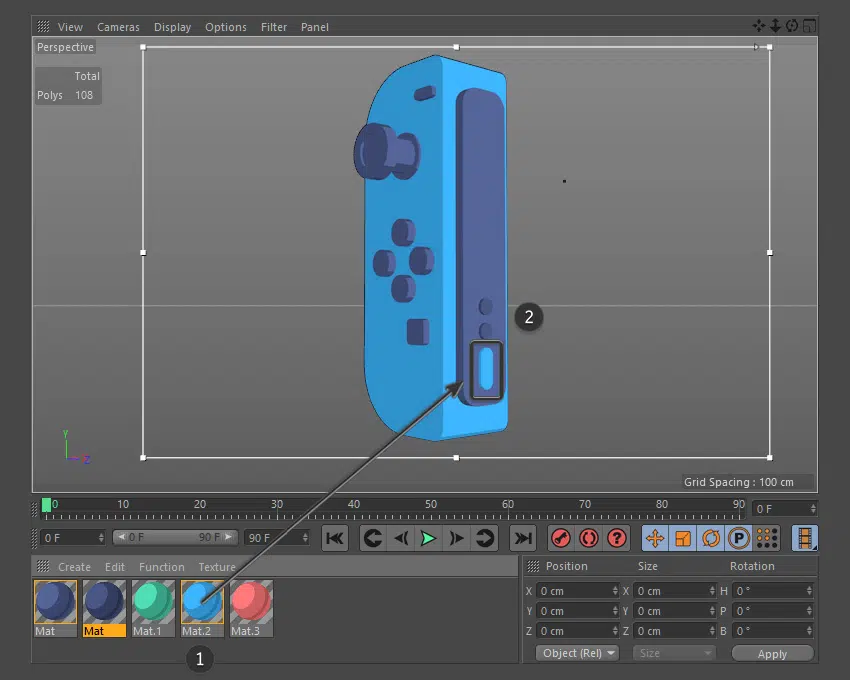 View Cameras Display Options Filter Panel
Perspective
Total
Polys 108
2
Y
Z
Grid Spacing : 100 cm
0 10 20 30 40 50 60 70 80 90 0 F
0 F 0 F 90 F 90 F P
Create Edit Function Texture
Mat Mat Mat.1 Mat.2 Mat.3
1
Position Size Rotation
X 0 cm X 0 cm H 0 °
Y 0 cm Y 0 cm P 0 °
Z 0 cm Z 0 cm B 0 °
Object (Rel) Size Apply